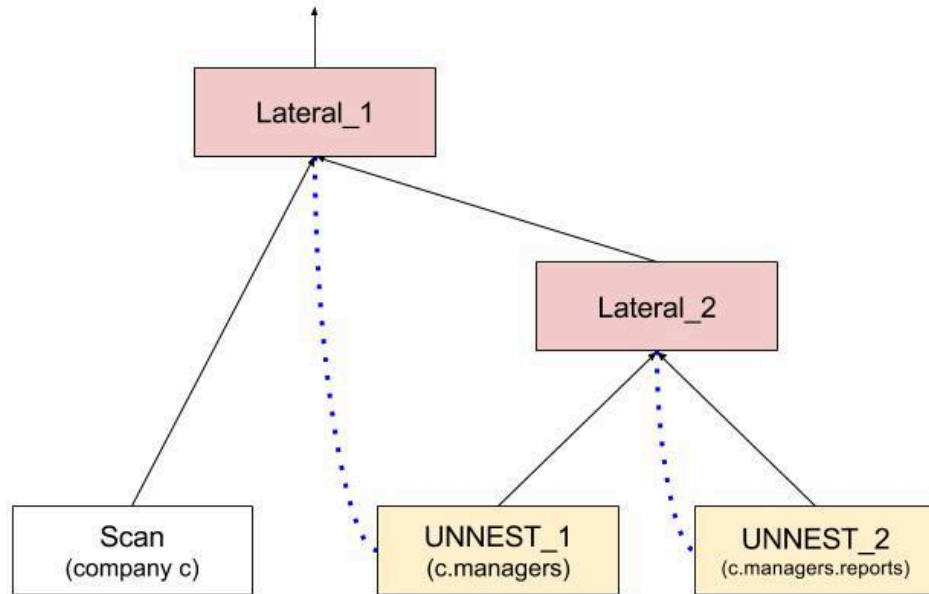 Lateral_1
Lateral_2
Scan
(company c)
UNNEST_1
(c.managers)
UNNEST_2
(c.managers.reports)